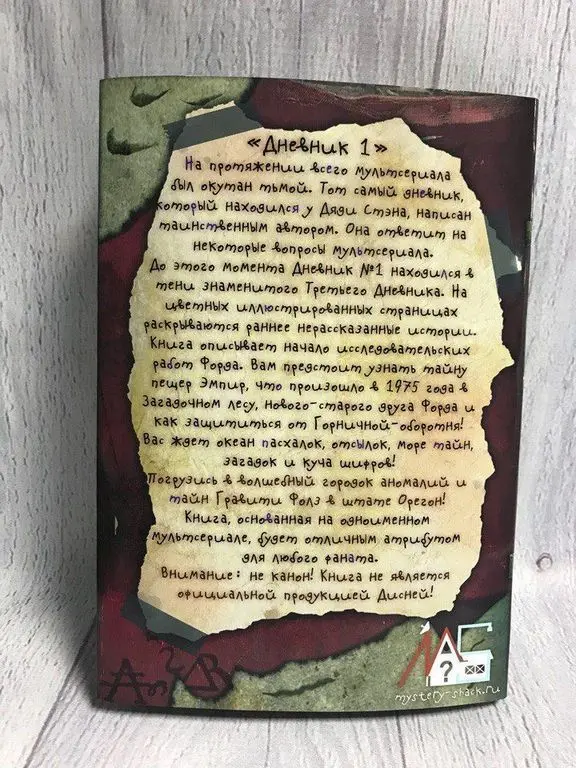 «Дневник 1»
На протяжении всего мультсериала
был окутан тьмой. Тот самый дневник,
который находился у Дяди Стэна, написан
таинственным автором. Она ответит на
некоторые вопросы мультсериала.
До этого момента Дневник №1 находился в
тени знаменитого Третьего Дневника. На
цветных иллюстрированных страницах
раскрываются раннее нерассказанные истории.
Книга описывает начало исследовательских
работ Форда. Вам предстоит узнать тайну
пещер Эмпир, что произошло в 1975 года в
Загадочном лесу, нового-старого друга Форда и
как защититься от Горничной-оборотня!
Вас ждет океан пасхалок, отсылок, море тайн,
загадок и куча шифров!
Погрузись в волшебный городок аномалий и
тайн Гравити Фолз в штате Орегон!
Книга, основанная на одноименном
мультсериале, будет отличным атрибутом
для любого фаната.
Внимание: не канон! Книга не является
официальной продукцией Дисней!
?
mystery-shack.ru